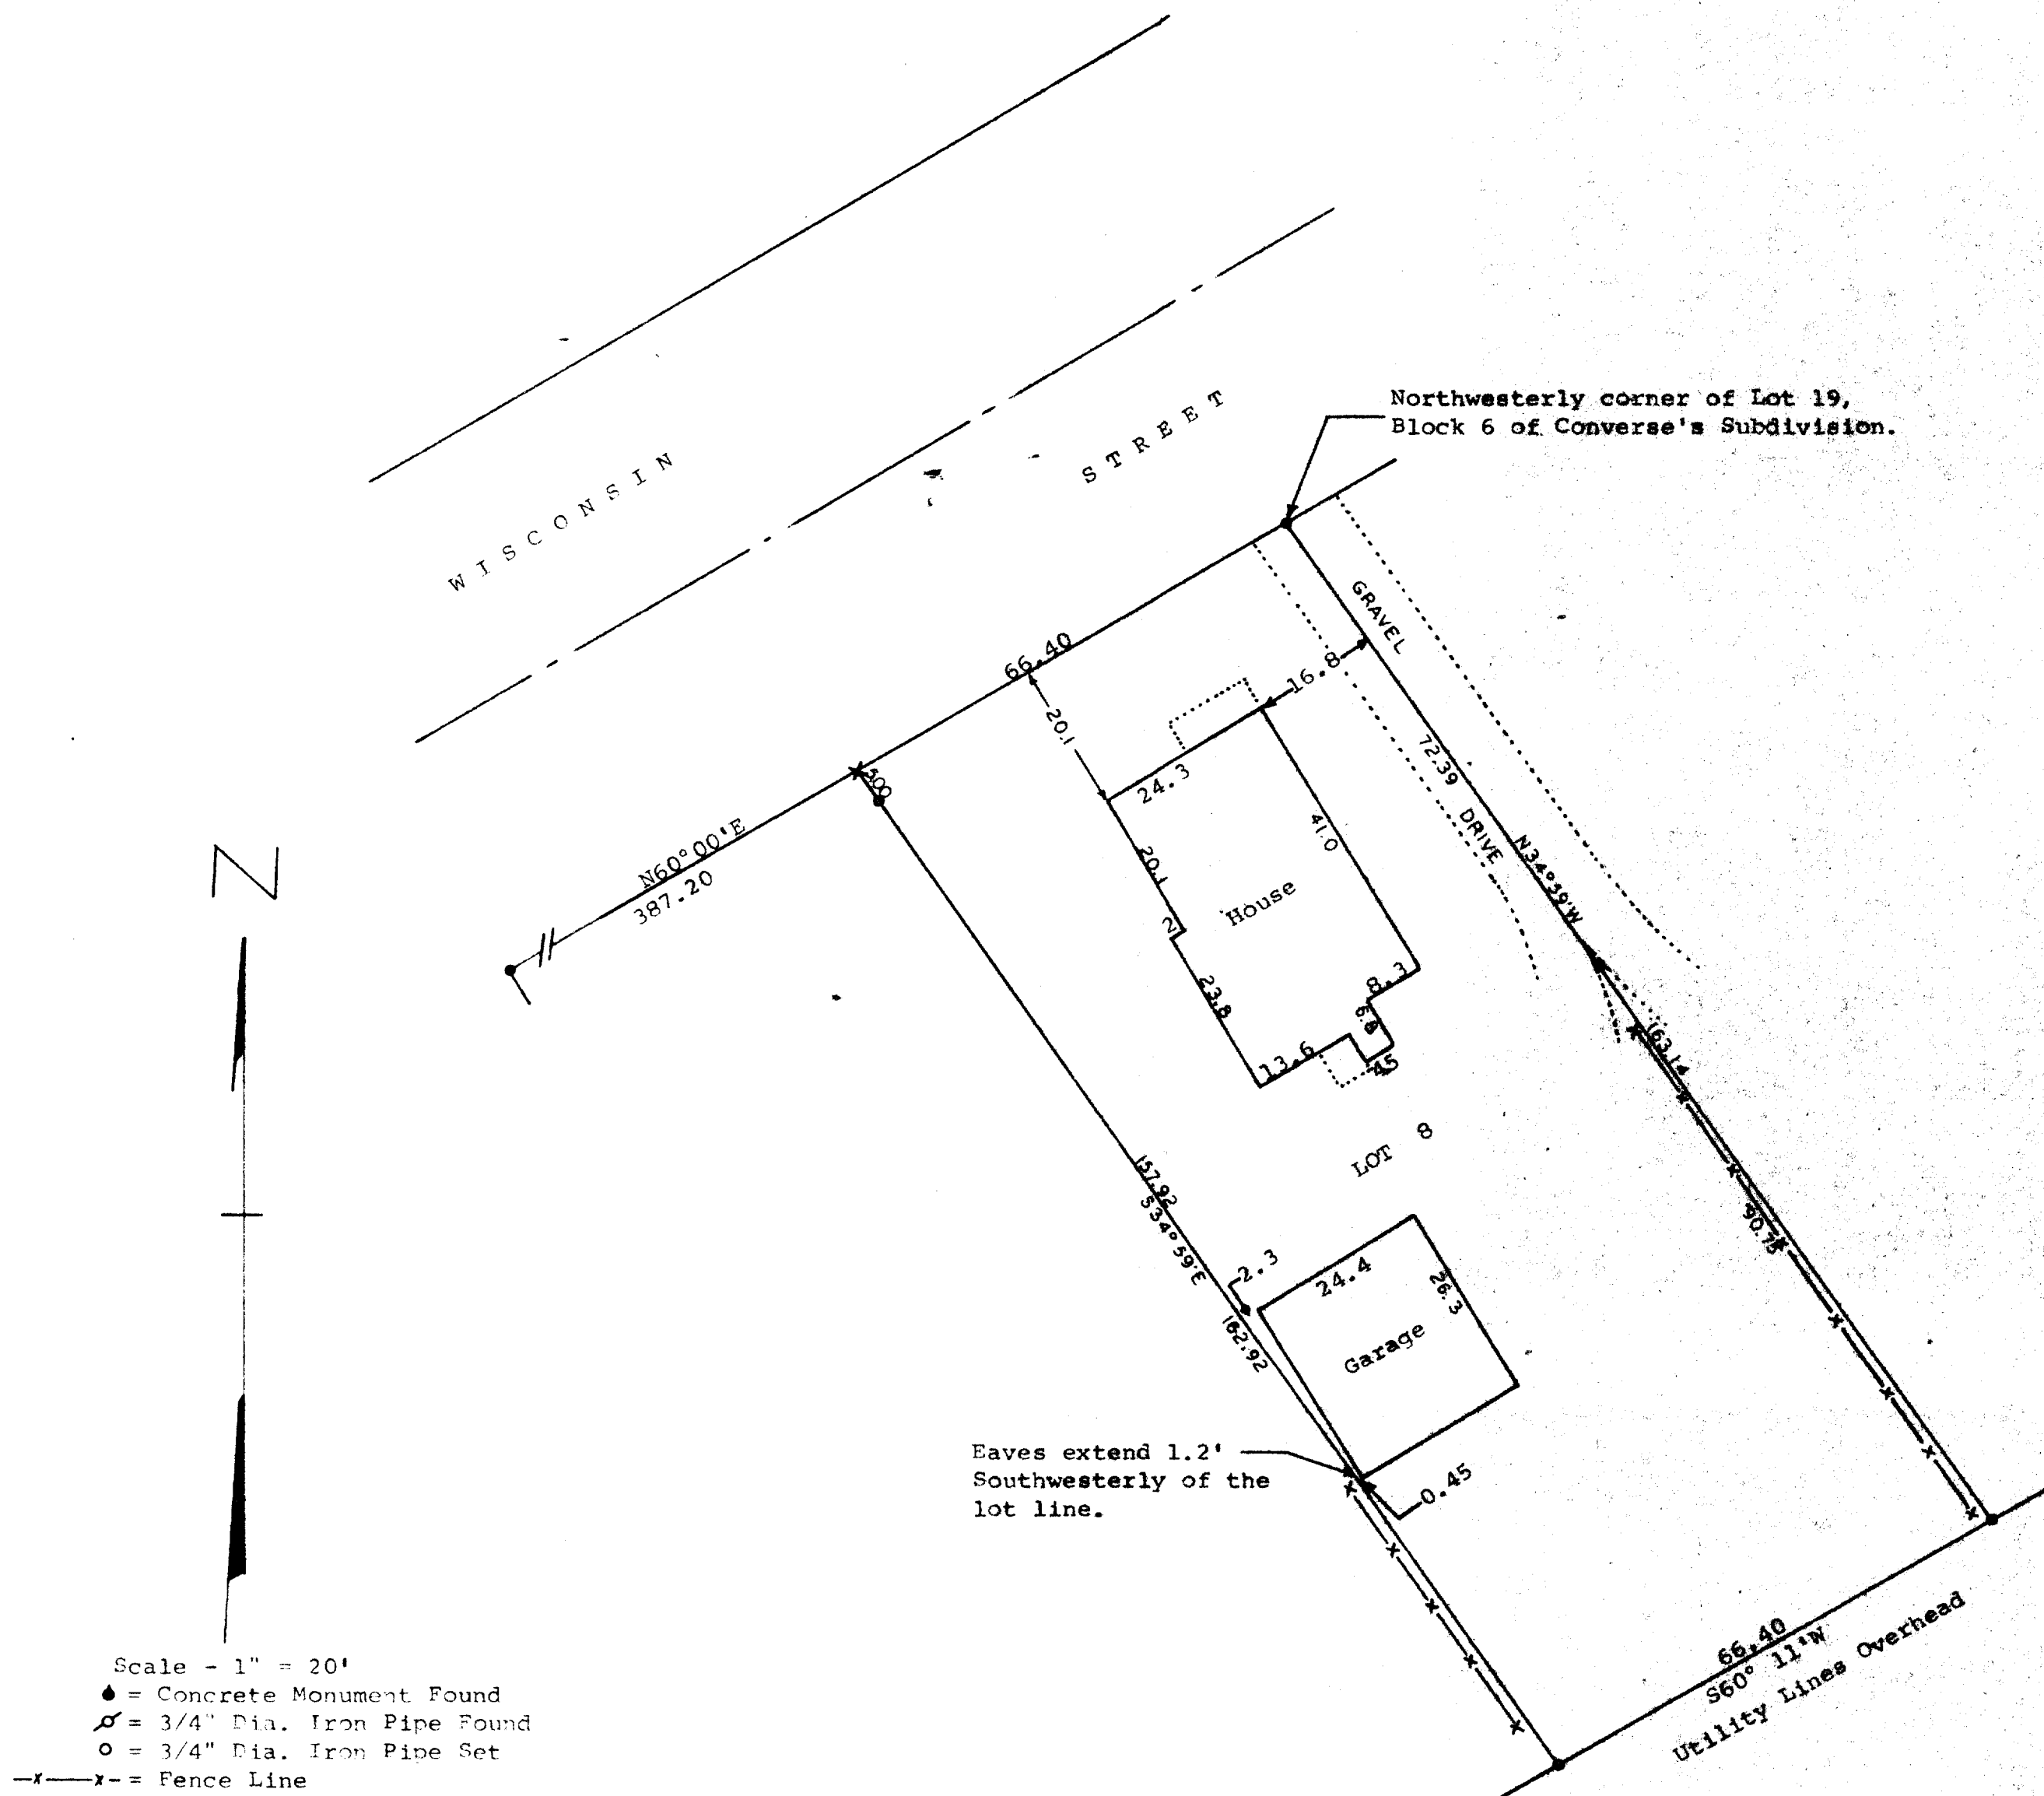 WISCONSIN STREET
Northwesterly corner of Lot 19,
Block 6 of Converse's Subdivision.
66.40
GRAVEL
16.8
20.1
72.39
24.3
5.00
DRIVE
41.0
N34°59'W
N60°00'E
387.20
20.1
House
2
23.8
8.3
6.8
13.6
4.5
163.14
LOT 8
157.92
S34°59'E
90.75
2.3
24.4
26.3
162.92
Garage
Eaves extend 1.2'
Southwesterly of the
lot line.
0.45
66.40
S60° 11'W
Utility Lines Overhead
N
Scale - 1" = 20'
= Concrete Monument Found
= 3/4" Dia. Iron Pipe Found
= 3/4" Dia. Iron Pipe Set
-x-x- = Fence Line